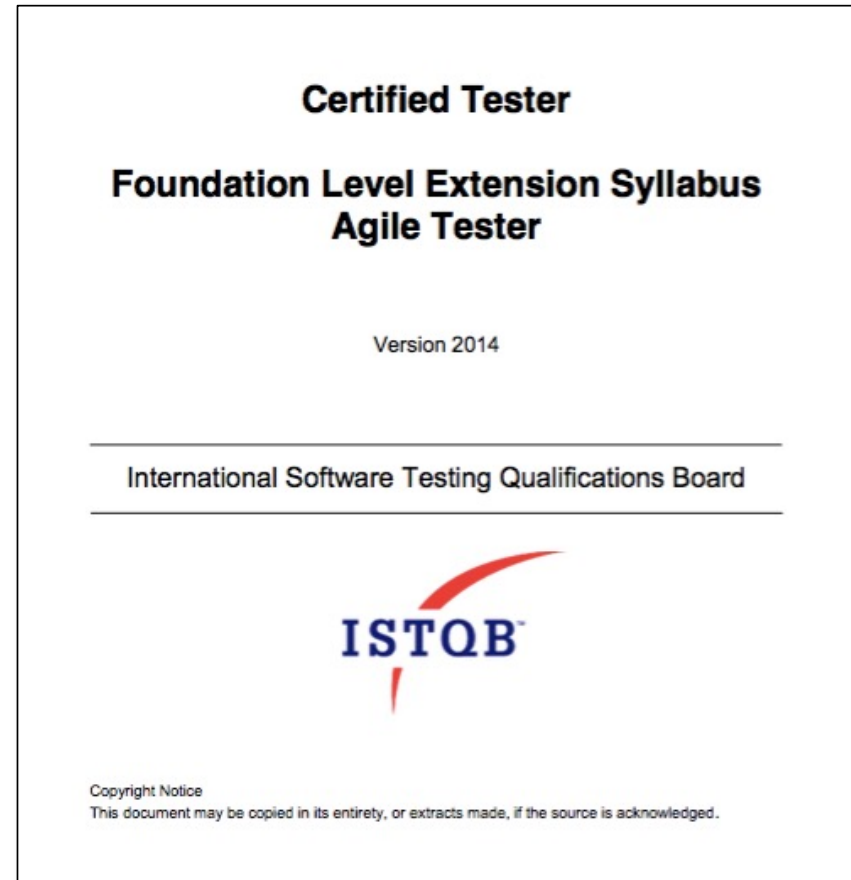 Certified Tester
Foundation Level Extension Syllabus
Agile Tester
Version 2014
International Software Testing Qualifications Board
ISTQB™
Copyright Notice
This document may be copied in its entirety, or extracts made, if the source is acknowledged.